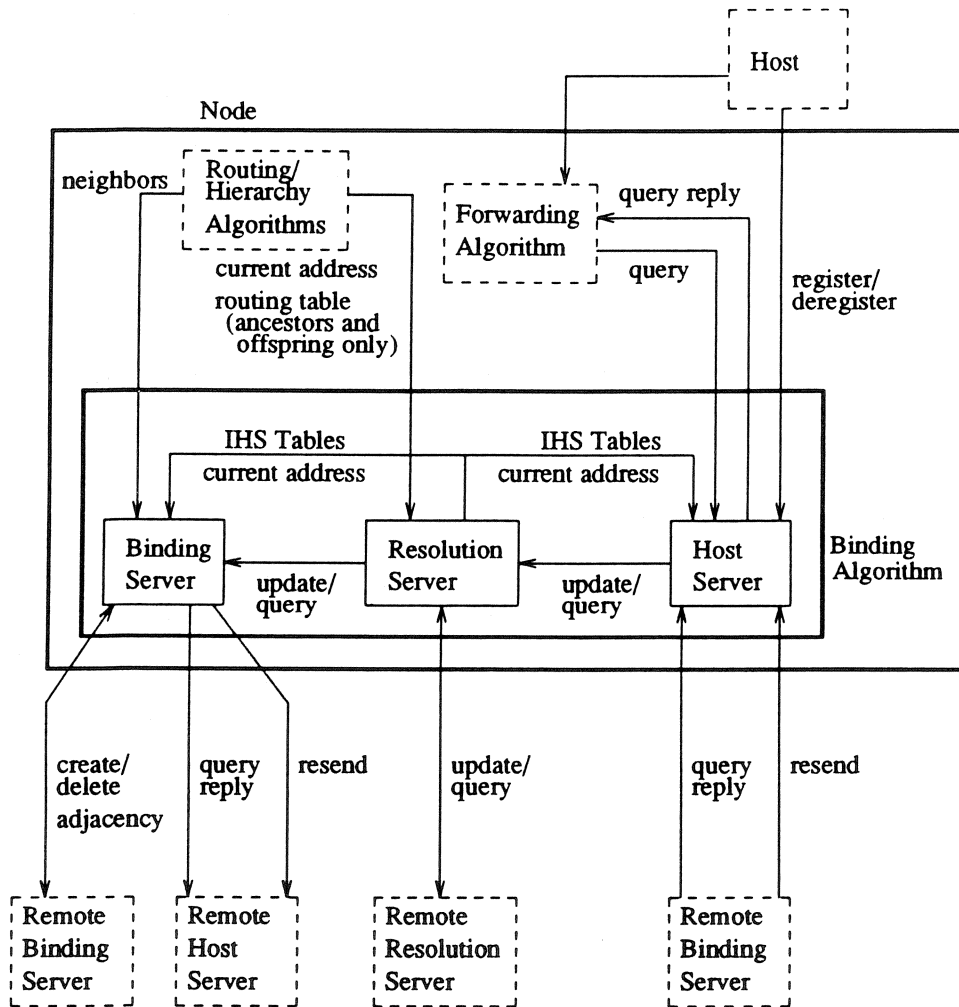 Host
Node
neighbors
Routing/
Hierarchy
Algorithms
Forwarding
Algorithm
query reply
query
register/
deregister
current address
routing table
(ancestors and
offspring only)
IHS Tables
current address
IHS Tables
current address
Binding
Server
update/
query
Resolution
Server
update/
query
Host
Server
Binding
Algorithm
create/
delete
adjacency
query
reply
resend
update/
query
query
reply
resend
Remote
Binding
Server
Remote
Host
Server
Remote
Resolution
Server
Remote
Binding
Server